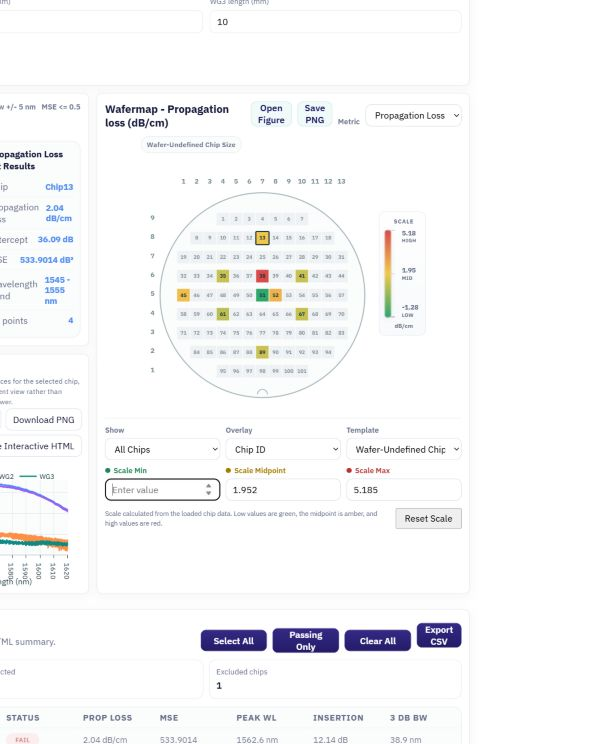 m)
WG3 length (mm)
10
w +/- 5 nm MSE <= 0.5
opagation Loss
t Results
ip Chip13
opagation
ss
2.04
dB/cm
tercept 36.09 dB
SE 533.9014 dB²
avelength
nd
1545 -
1555
nm
points 4
Wafermap - Propagation
loss (dB/cm)
Open
Figure
Save
PNG
Metric
Propagation Loss
Wafer-Undefined Chip Size
1 2 3 4 5 6 7 8 9 10 11 12 13
9 1 2 3 4 5 6 7
8 8 9 10 11 12 13 14 15 16 17 18
7 19 20 21 22 23 24 25 26 27 28 29 30 31
6 32 33 34 35 36 37 38 39 40 41 42 43 44
5 45 46 47 48 49 50 51 52 53 54 55 56 57
4 58 59 60 61 62 63 64 65 66 67 68 69 70
3 71 72 73 74 75 76 77 78 79 80 81 82 83
2 84 85 86 87 88 89 90 91 92 93 94
1 95 96 97 98 99 100 101
SCALE
5.18
HIGH
1.95
MID
-1.28
LOW
dB/cm
Show
Overlay
Template
All Chips
Chip ID
Wafer-Undefined Chip
Scale Min
Scale Midpoint
Scale Max
Enter value
1.952
5.185
Scale calculated from the loaded chip data. Low values are green, the midpoint is amber, and
high values are red.
Reset Scale
ces for the selected chip,
ent view rather than
wer.
Download PNG
e Interactive HTML
WG2 WG3
1580 1590 1600 1610 1620
ngth (nm)
TML summary.
Select All
Passing
Only
Clear All
Export
CSV
cted
Excluded chips
1
STATUS PROP LOSS MSE PEAK WL INSERTION 3 DB BW
FAIL 2.04 dB/cm 533.9014 1562.6 nm 12.14 dB 38.9 nm